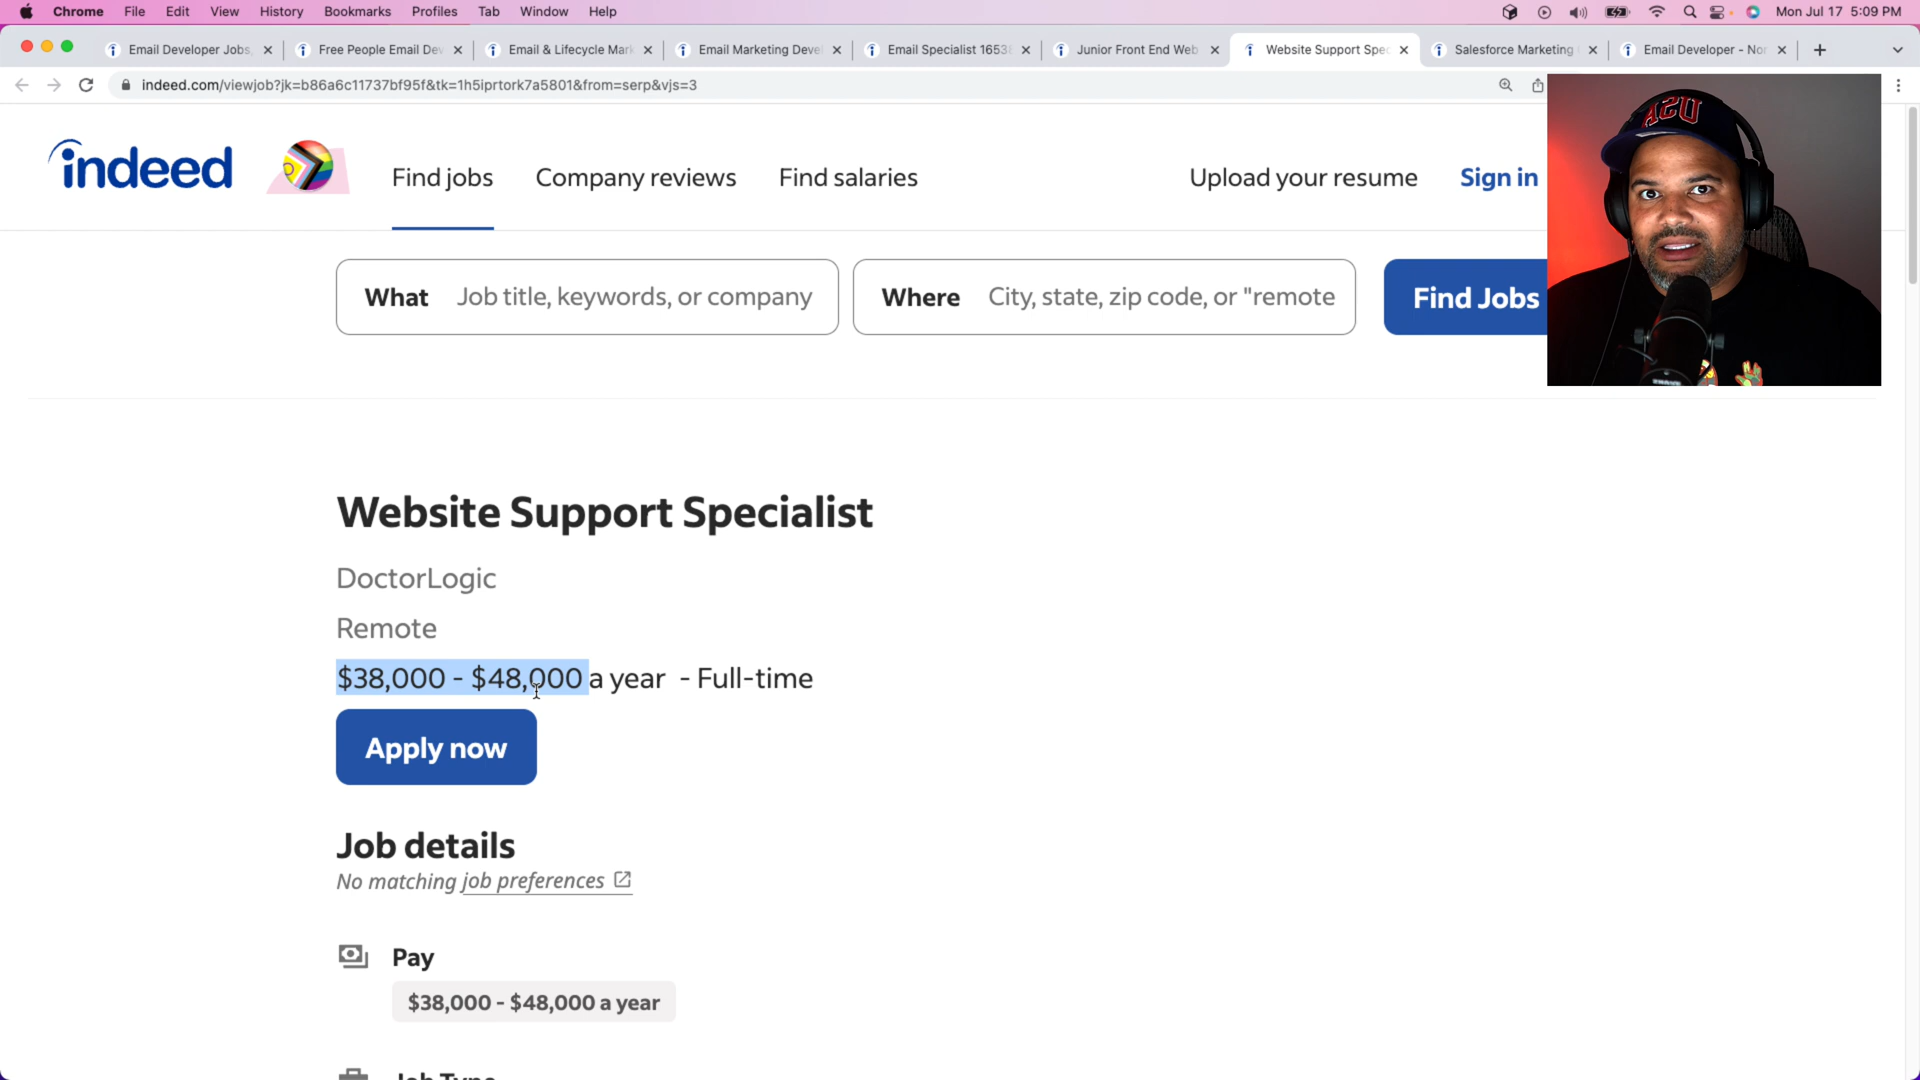 Chrome File Edit View History Bookmarks Profiles Tab Window Help Mon Jul 17 5:09 PM
Email Developer Jobs, Free People Email Dev Email & Lifecycle Mark Email Marketing Deve Email Specialist 1653 Junior Front End Web Website Support Spec Salesforce Marketing Email Developer - Nor
indeed.com/viewjob?jk=b86a6c11737bf95f&tk=1h5iprtork7a5801&from=serp&vjs=3
indeed Find jobs Company reviews Find salaries Upload your resume Sign in
What Job title, keywords, or company Where City, state, zip code, or "remote Find Jobs
Website Support Specialist
DoctorLogic
Remote
$38,000 - $48,000 a year - Full-time
Apply now
Job details
No matching job preferences
Pay
$38,000 - $48,000 a year
Job Type